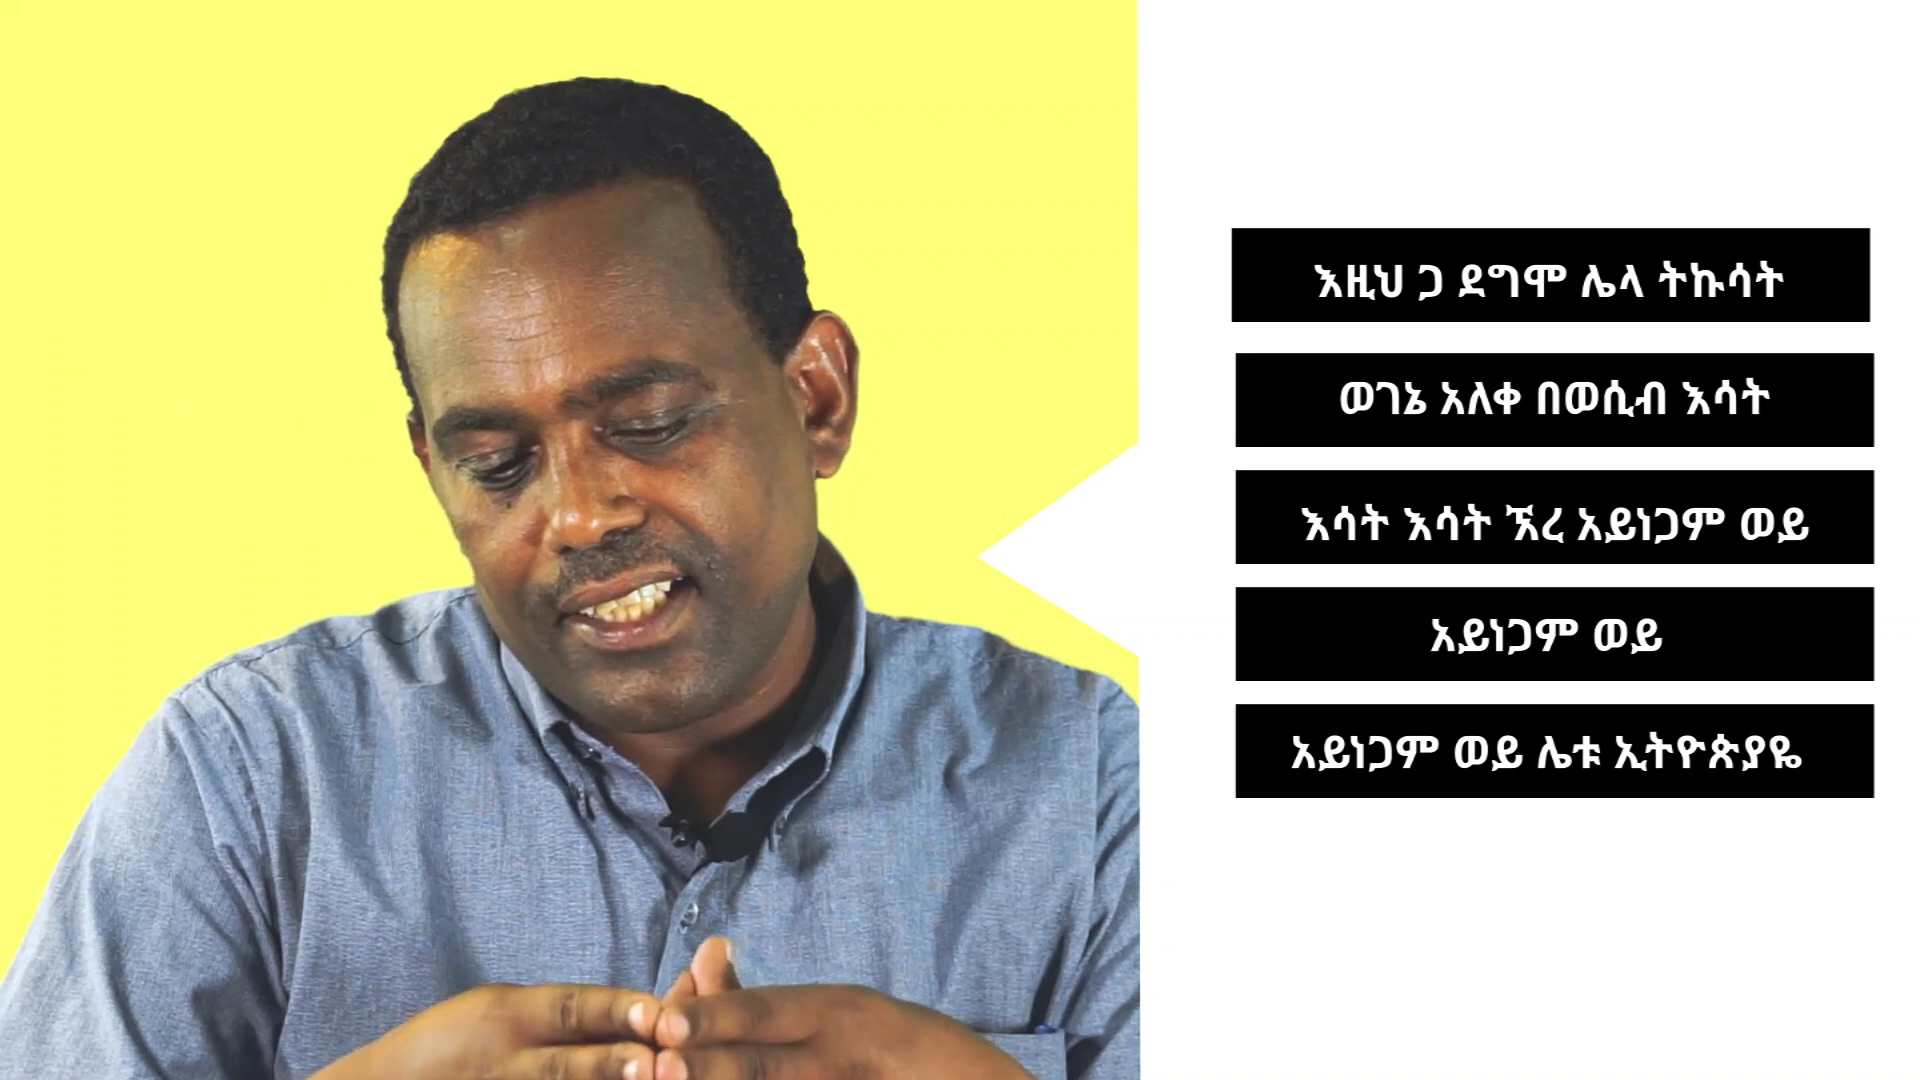 እዚህ ጋ ደግሞ ሌላ ትኩሳት
ወገኔ አለቀ በወሲብ እሳት
እሳት እሳት ኧረ አይነጋም ወይ
አይነጋም ወይ
አይነጋም ወይ ሌቱ ኢትዮጵያዬ